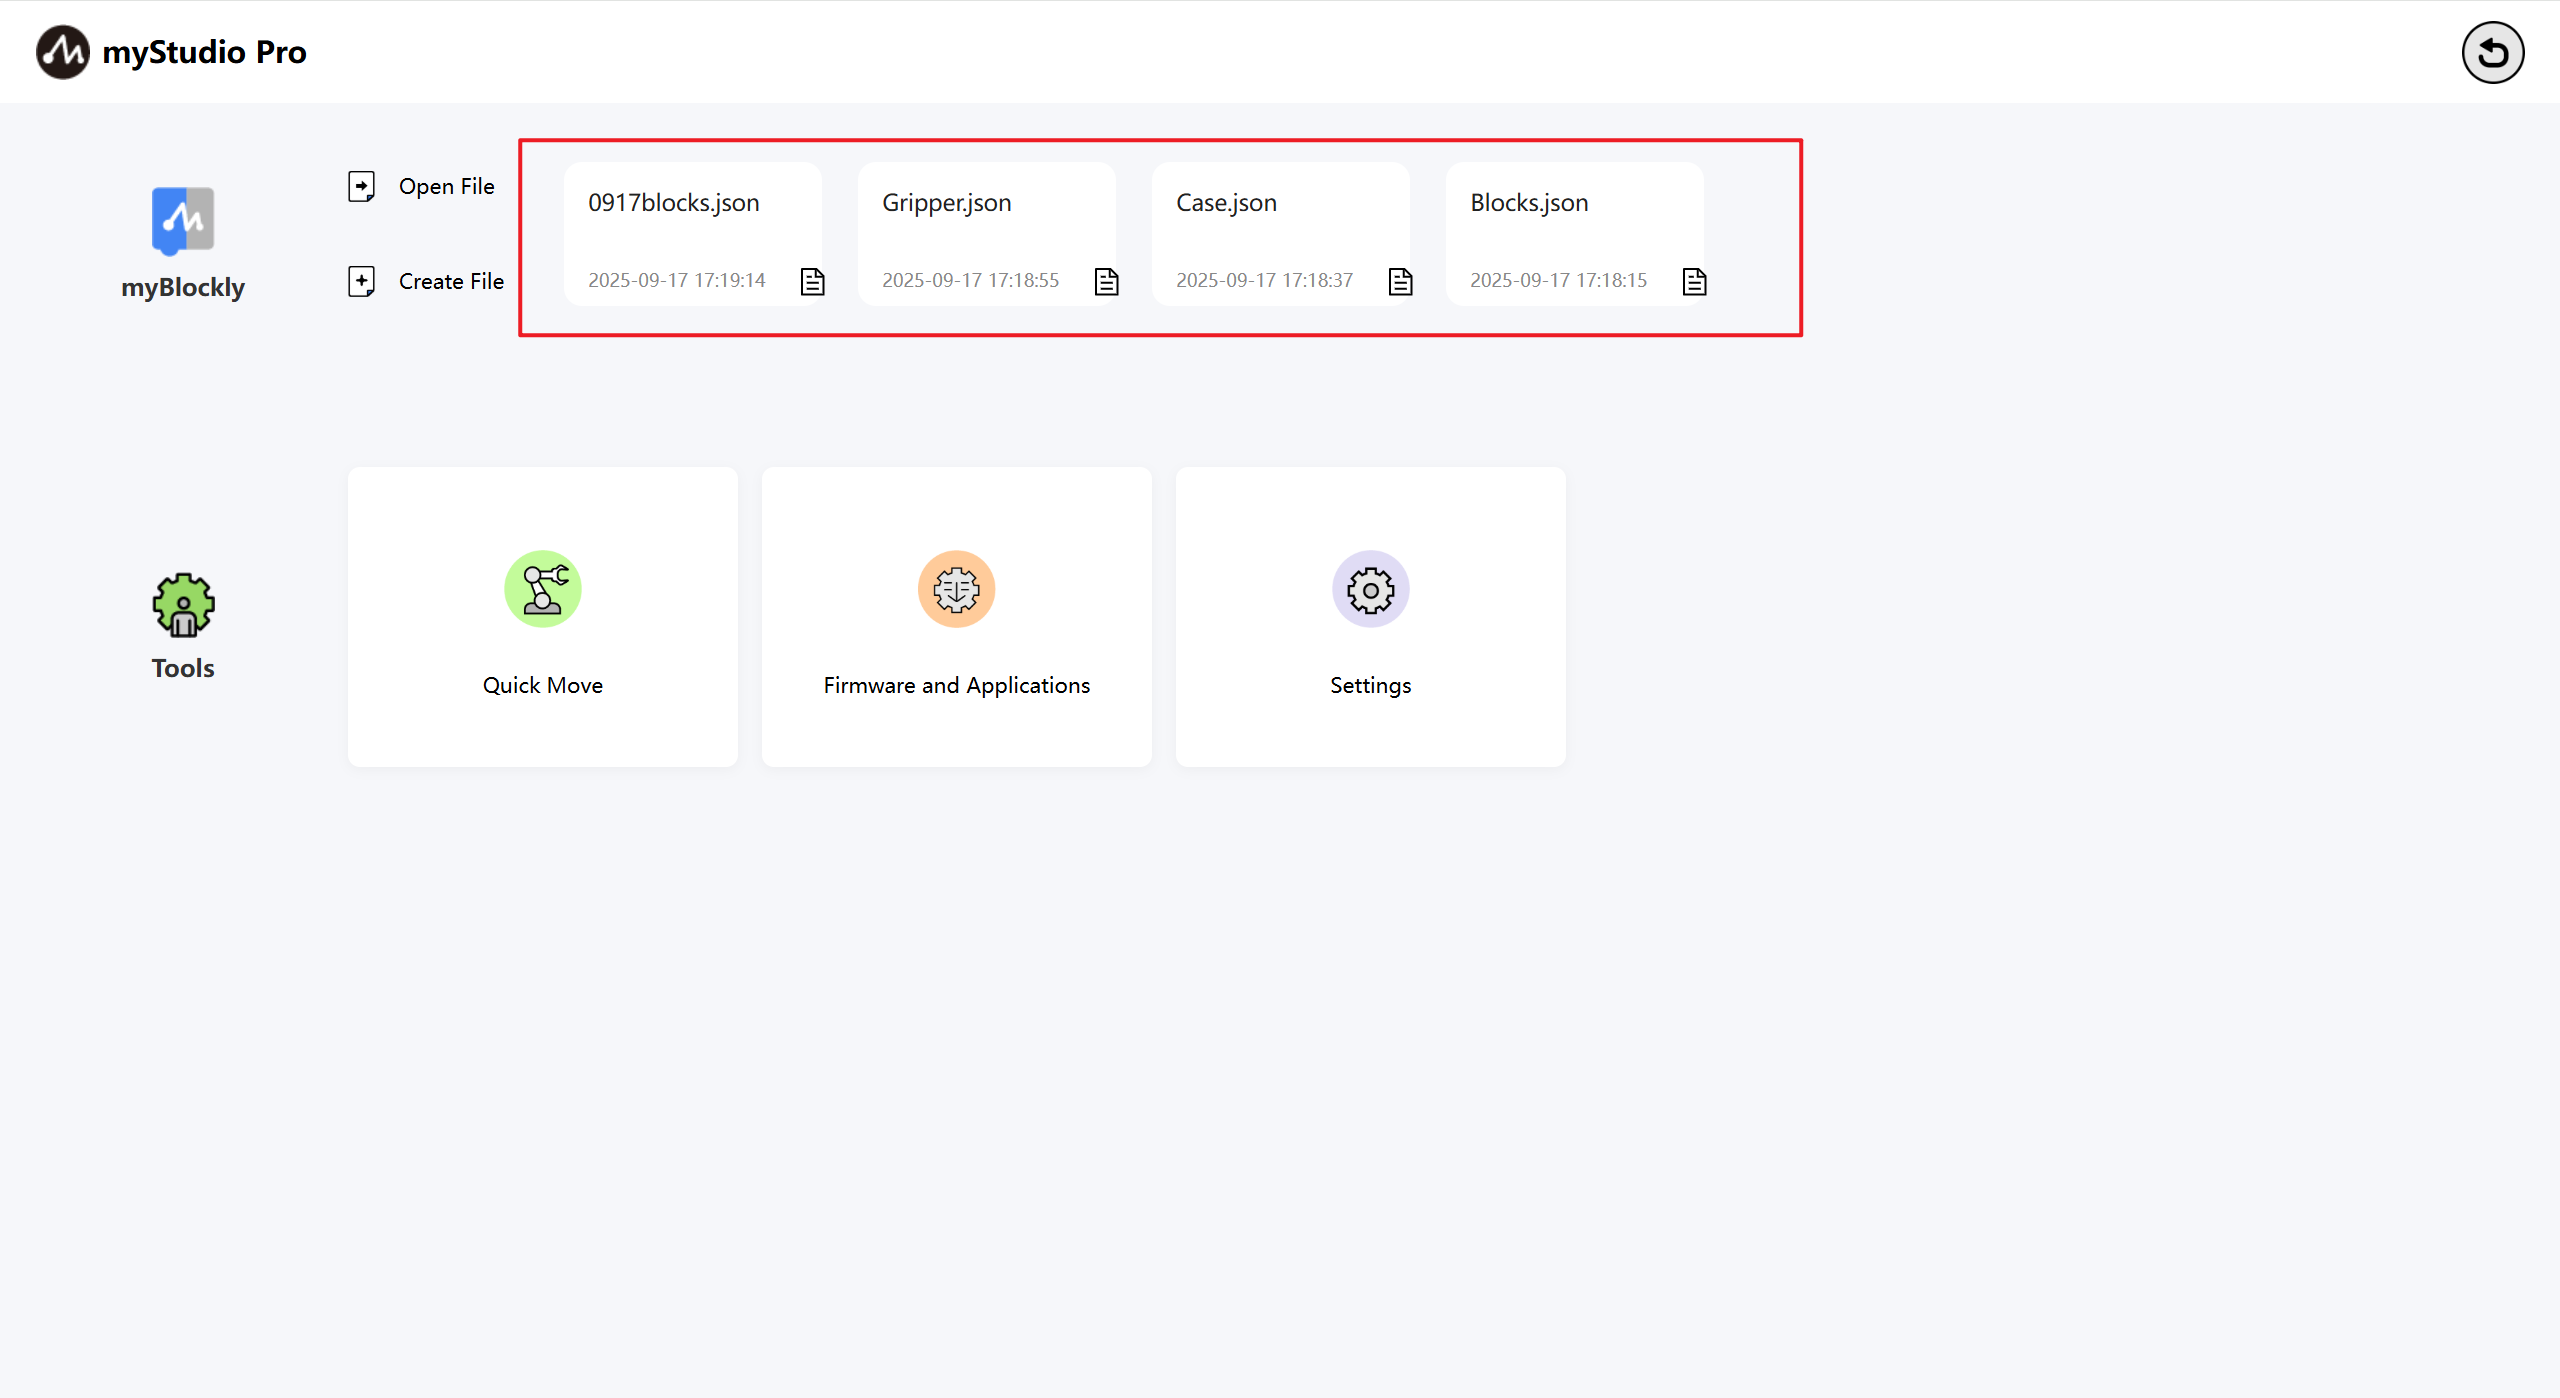 myStudio Pro
Open File
Create File
myBlockly
0917blocks.json
2025-09-17 17:19:14
Gripper.json
2025-09-17 17:18:55
Case.json
2025-09-17 17:18:37
Blocks.json
2025-09-17 17:18:15
Tools
Quick Move
Firmware and Applications
Settings